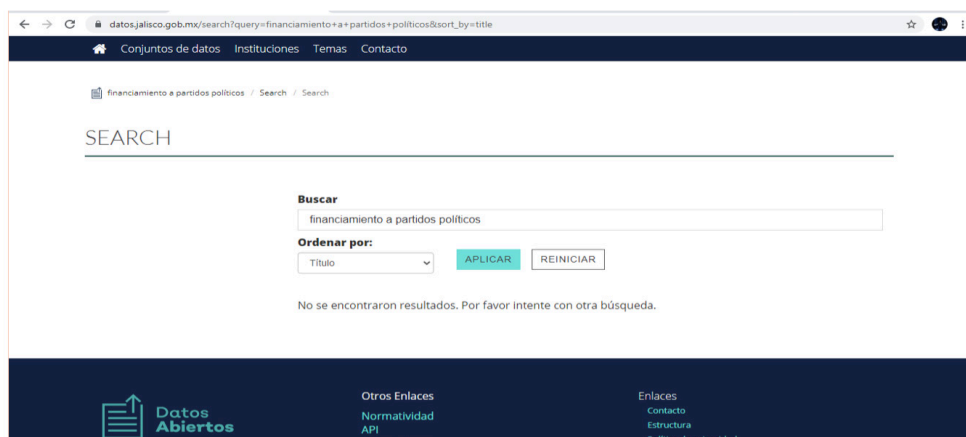 datos.jalisco.gob.mx/search?query=financiamiento+a+partidos+políticos&sort_by=title
Conjuntos de datos Instituciones Temas Contacto
financiamiento a partidos políticos / Search / Search
SEARCH
Buscar
financiamiento a partidos políticos
Ordenar por:
Título APLICAR REINICIAR
No se encontraron resultados. Por favor intente con otra búsqueda.
Otros Enlaces Enlaces
Datos Abiertos
Normatividad
API
Contacto
Estructura